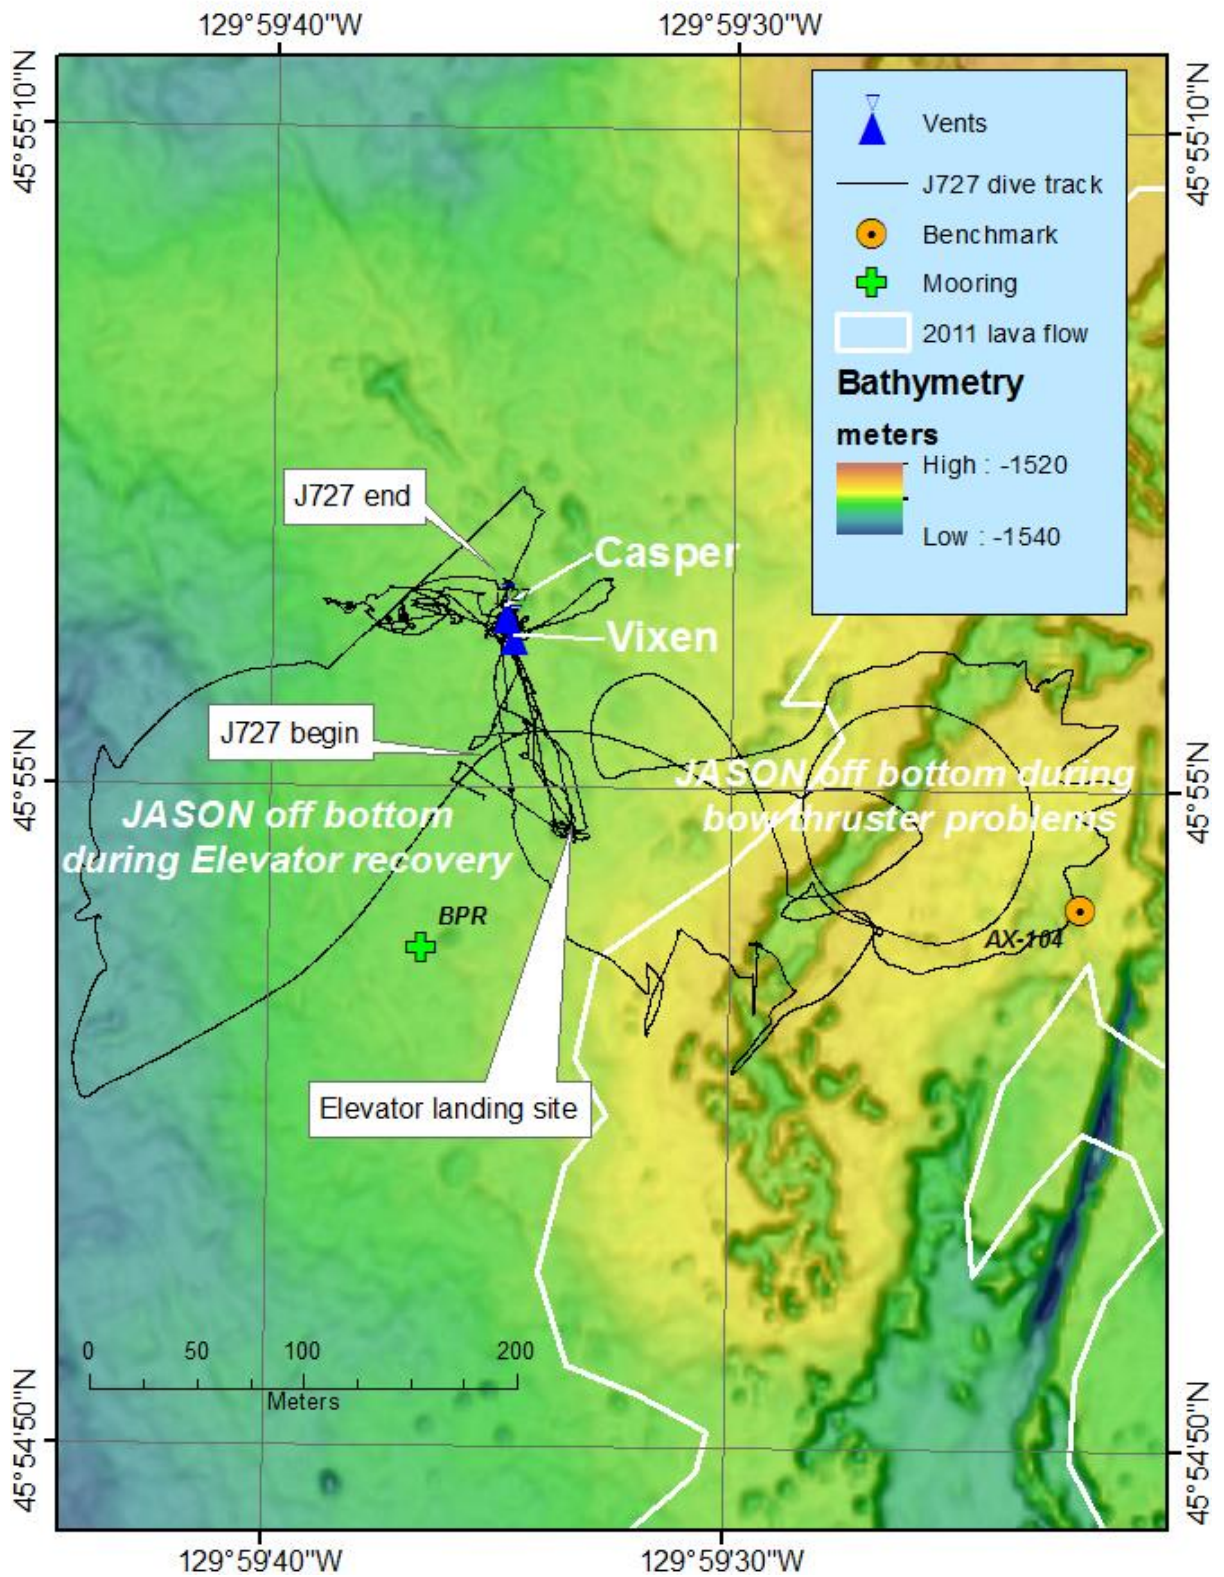 129°59'40"W 129°59'30"W
45°55'10"N
45°55'10"N
Vents
J727 dive track
Benchmark
Mooring
2011 lava flow
Bathymetry
meters
High : -1520
Low : -1540
J727 end
Casper
Vixen
J727 begin
45°55'N
45°55'N
JASON off bottom during
bow thruster problems
JASON off bottom
during Elevator recovery
BPR
AX-104
Elevator landing site
0 50 100 200
Meters
45°54'50"N
45°54'50"N
129°59'40"W 129°59'30"W